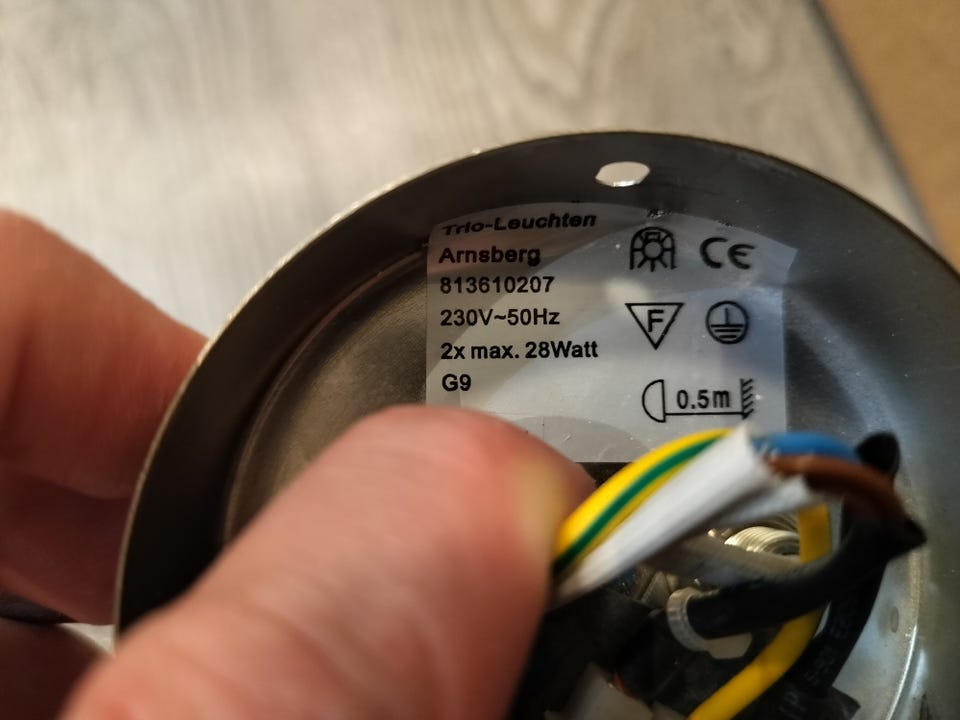 Trio-Leuchten
Arnsberg
813610207
230V~50Hz
2x max. 28Watt
G9
CE
F
0.5m